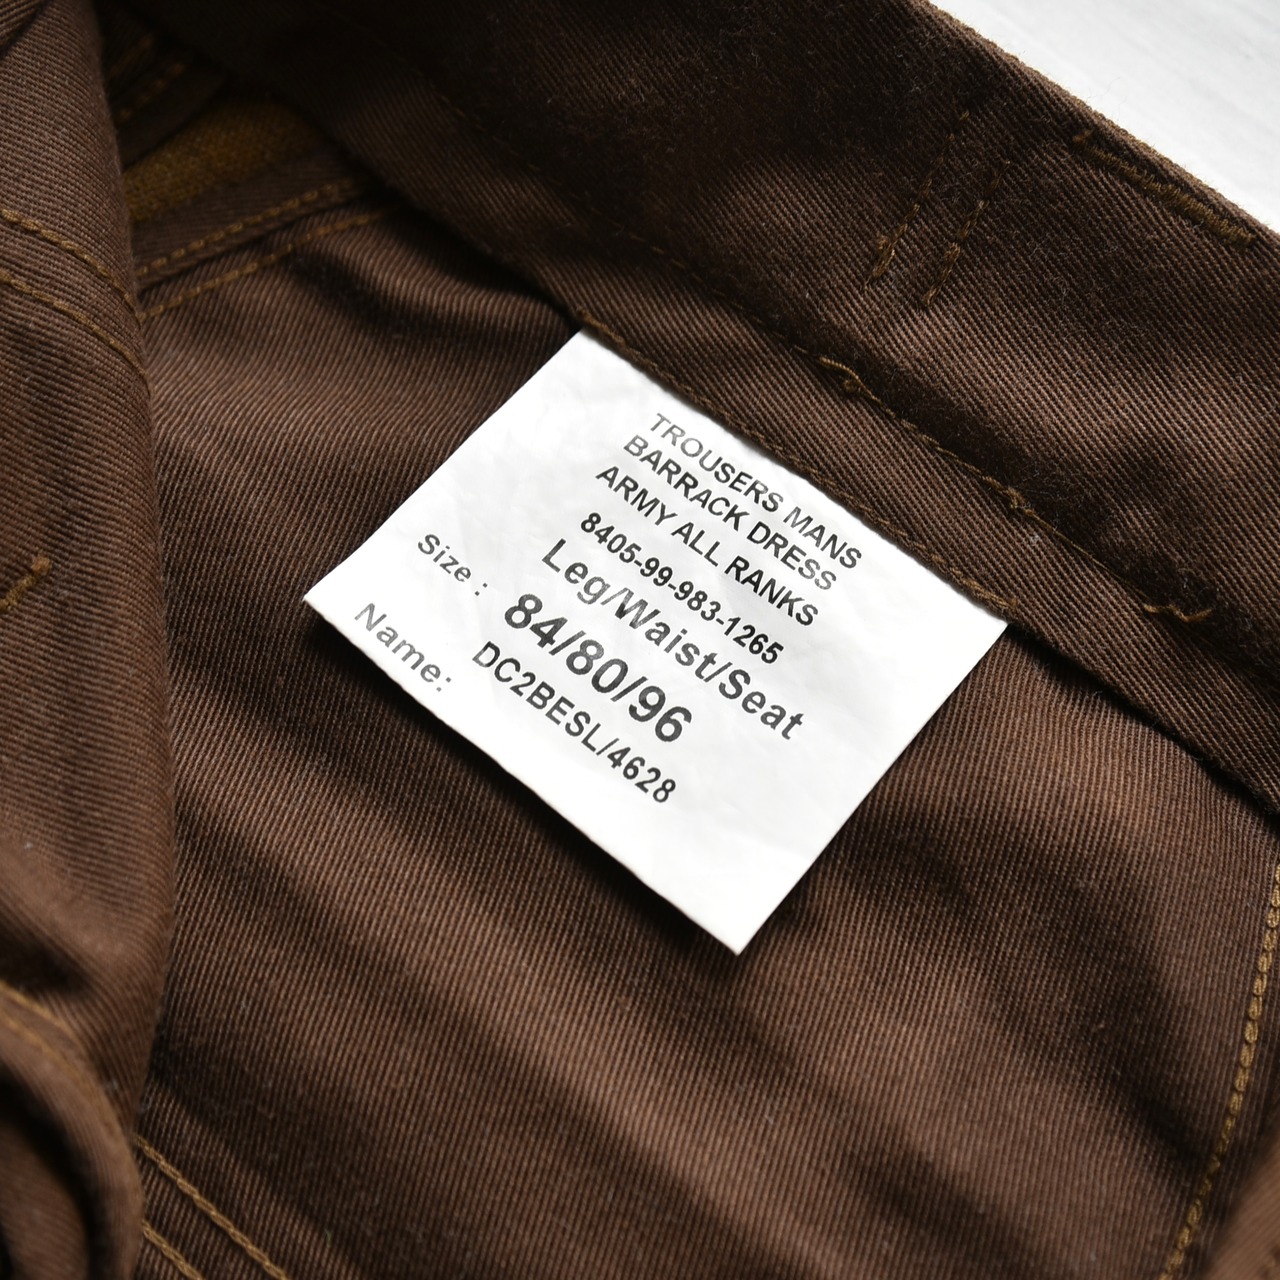 TROUSERS MANS
BARRACK DRESS
ARMY ALL RANKS
8405-99-983-1265
Leg/Waist/Seat
Size : 84/80/96
DC2BESL/4628
Name: